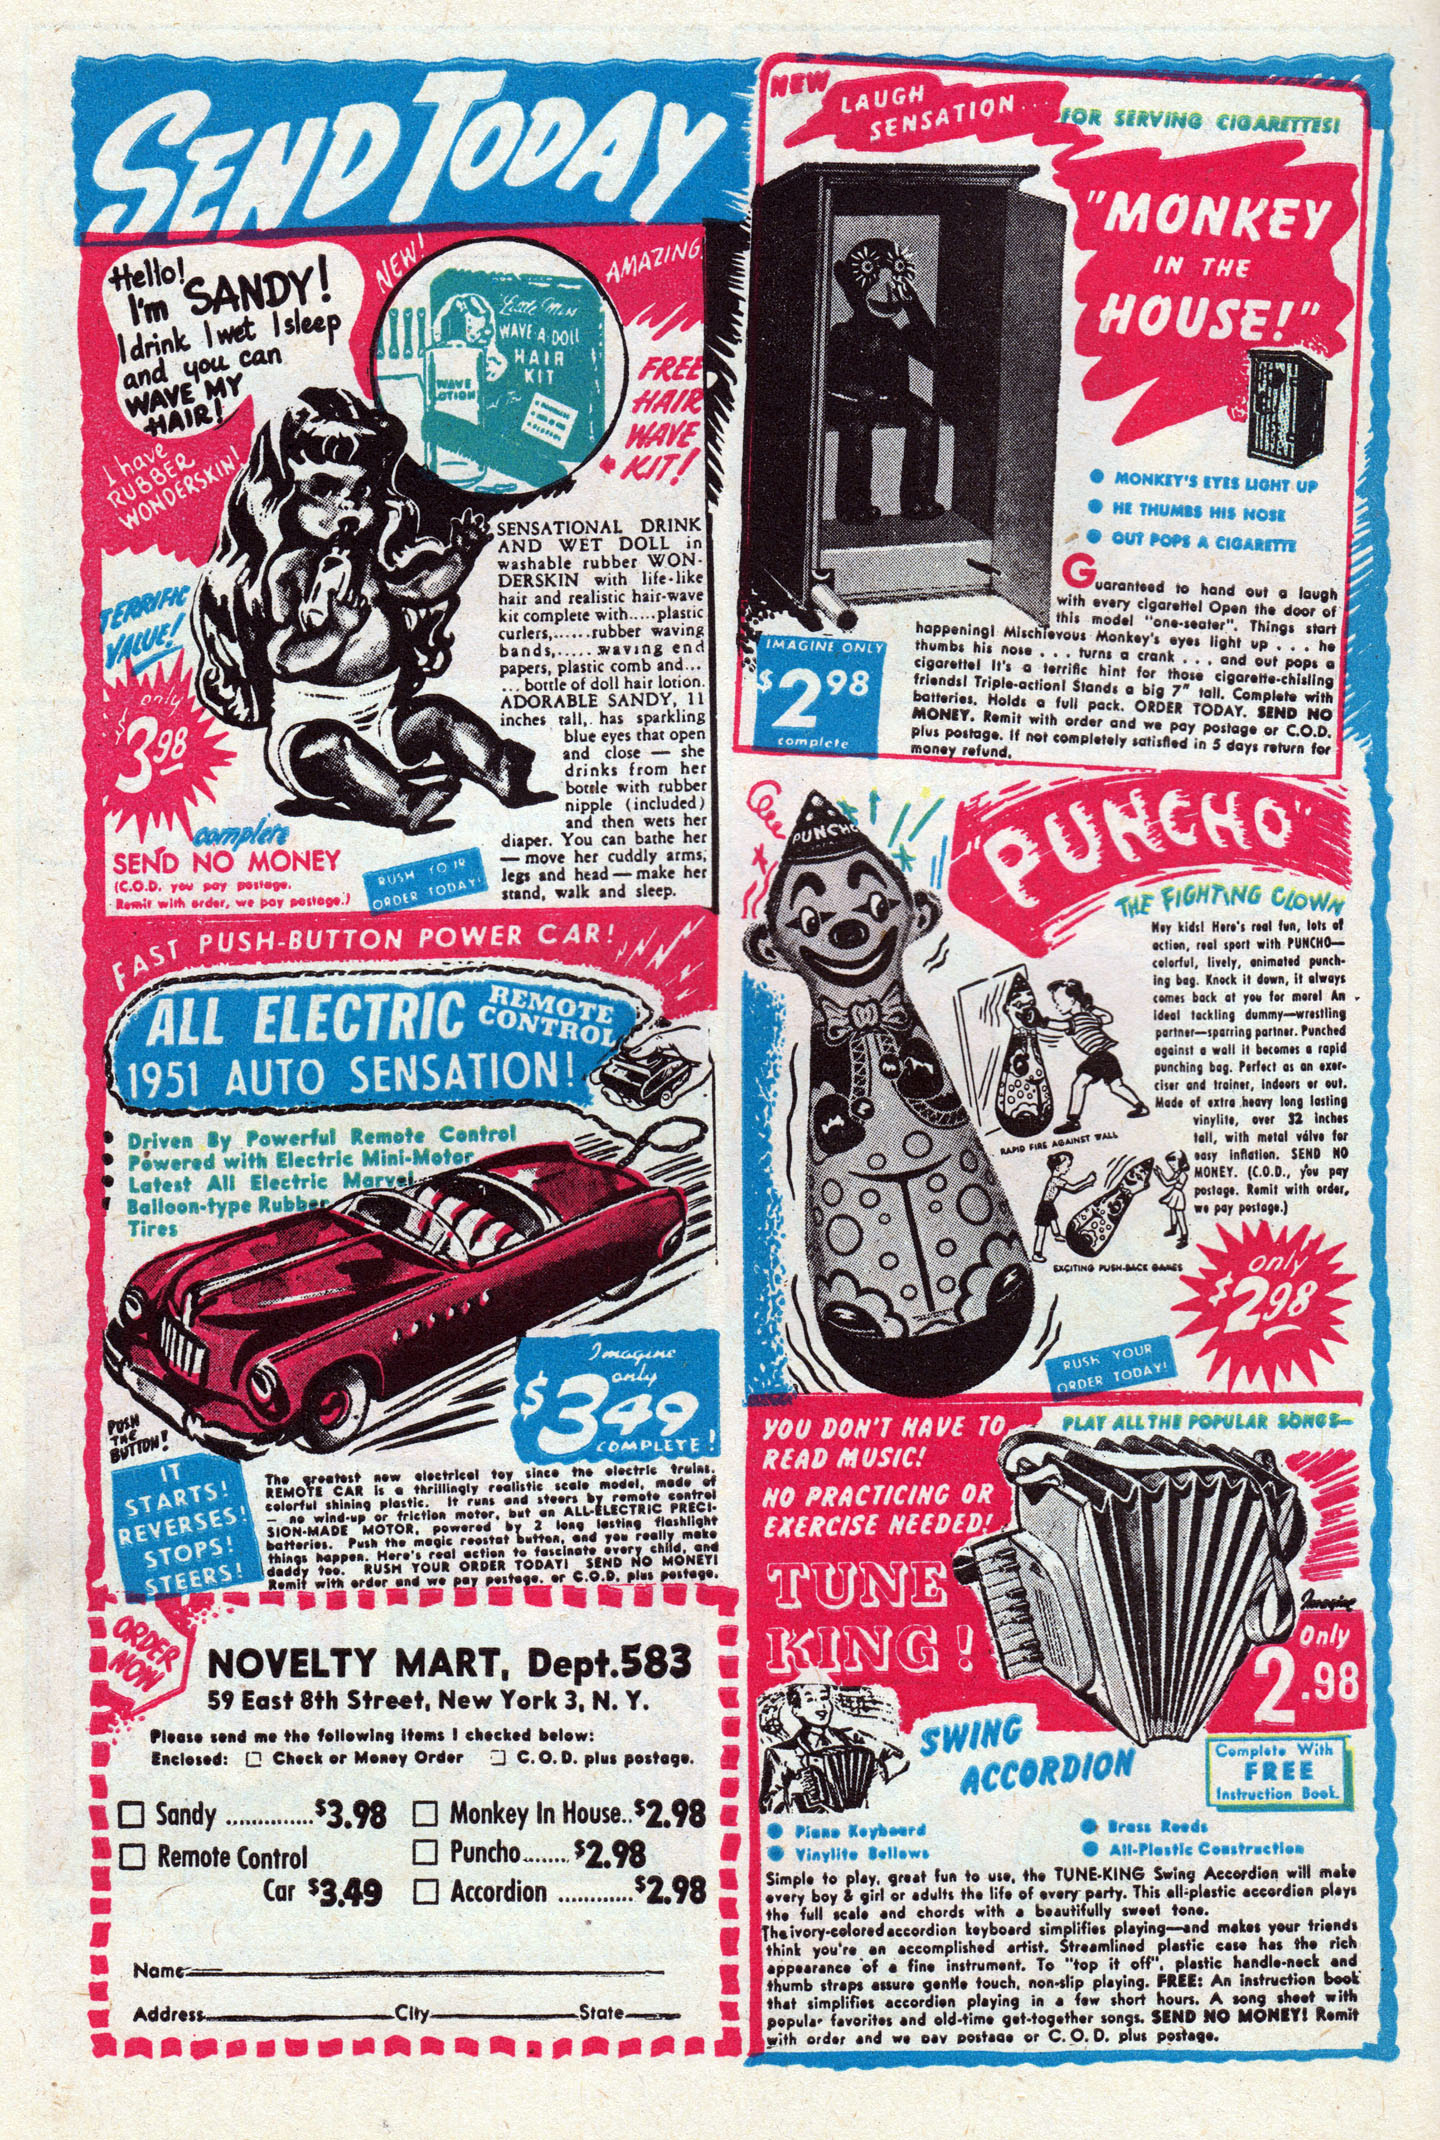 SEND TODAY
Hello!
I'm SANDY!
I drink I wet I sleep
and you can
WAVE MY
HAIR!
NEW!
AMAZING!
Little Miss
WAVE-A-DOLL
HAIR
KIT
WAVE
LOTION
FREE
HAIR
WAVE
KIT!
I have
RUBBER
WONDERSKIN!
TERRIFIC
VALUE!
only
$3.98
complete
SEND NO MONEY
(C.O.D. you pay postage.
Remit with order, we pay postage.)
SENSATIONAL DRINK
AND WET DOLL in
washable rubber WON-
DERSKIN with life-like
hair and realistic hair-wave
kit complete with.....plastic
curlers,......rubber waving
bands,......waving end
papers, plastic comb and...
... bottle of doll hair lotion.
ADORABLE SANDY, 11
inches tall, has sparkling
blue eyes that open
and close — she
drinks from her
bottle with rubber
nipple (included)
and then wets her
diaper. You can bathe her
— move her cuddly arms,
legs and head — make her
stand, walk and sleep.
RUSH YOUR
ORDER TODAY!
NEW
LAUGH
SENSATION...
FOR SERVING CIGARETTES!
"MONKEY
IN THE
HOUSE!"
• MONKEY'S EYES LIGHT UP
• HE THUMBS HIS NOSE
• OUT POPS A CIGARETTE
Guaranteed to hand out a laugh
with every cigarette! Open the door of
this model "one-seater". Things start
happening! Mischievous Monkey's eyes light up . . . he
thumbs his nose . . . turns a crank . . . and out pops a
cigarette! It's a terrific hint for those cigarette-chisling
friends! Triple-action! Stands a big 7" tall. Complete with
batteries. Holds a full pack. ORDER TODAY. SEND NO
MONEY. Remit with order and we pay postage or C.O.D.
plus postage. If not completely satisfied in 5 days return for
money refund.
IMAGINE ONLY
$2.98
complete
PUNCHO
"PUNCHO"
THE FIGHTING CLOWN
Hey kids! Here's real fun, lots of
action, real sport with PUNCHO—
colorful, lively, animated punch-
ing bag. Knock it down, it always
comes back at you for more! An
ideal tackling dummy—wrestling
partner—sparring partner. Punched
against a wall it becomes a rapid
punching bag. Perfect as an exer-
ciser and trainer, indoors or out.
Made of extra heavy long lasting
vinylite, over 32 inches
tall, with metal valve for
easy inflation. SEND NO
MONEY. (C.O.D., you pay
postage. Remit with order,
we pay postage.)
RAPID FIRE AGAINST WALL
EXCITING PUSH-BACK GAMES
only
$2.98
RUSH YOUR
ORDER TODAY!
FAST PUSH-BUTTON POWER CAR!
ALL ELECTRIC REMOTE CONTROL
1951 AUTO SENSATION!
• Driven By Powerful Remote Control
• Powered with Electric Mini-Motor
• Latest All Electric Marvel
• Balloon-type Rubber
Tires
PUSH
THE
BUTTON!
Imagine
only
$3.49
COMPLETE!
IT
STARTS!
REVERSES!
STOPS!
STEERS!
The greatest new electrical toy since the electric trains.
REMOTE CAR is a thrillingly realistic scale model, made of
colorful shining plastic. It runs and steers by remote control
— no wind-up or friction motor, but an ALL-ELECTRIC PRECI-
SION-MADE MOTOR, powered by 2 long lasting flashlight
batteries. Push the magic reostat button, and you really make
things happen. Here's real action to fascinate every child, and
daddy too. RUSH YOUR ORDER TODAY! SEND NO MONEY!
Remit with order and we pay postage. or C.O.D. plus postage.
YOU DON'T HAVE TO
READ MUSIC!
NO PRACTICING OR
EXERCISE NEEDED!
PLAY ALL THE POPULAR SONGS—
TUNE
KING!
SWING
ACCORDION
Imagine
Only
2.98
Complete With
FREE
Instruction Book.
• Piano Keyboard
• Brass Reeds
• Vinylite Bellows
• All-Plastic Construction
Simple to play, great fun to use, the TUNE-KING Swing Accordion will make
every boy & girl or adults the life of every party. This all-plastic accordion plays
the full scale and chords with a beautifully sweet tone.
The ivory-colored accordion keyboard simplifies playing—and makes your friends
think you're an accomplished artist. Streamlined plastic case has the rich
appearance of a fine instrument. To "top it off", plastic handle-neck and
thumb straps assure gentle touch, non-slip playing. FREE: An instruction book
that simplifies accordion playing in a few short hours. A song sheet with
popular favorites and old-time get-together songs. SEND NO MONEY! Remit
with order and we pay postage or C.O.D. plus postage.
ORDER
NOW
NOVELTY MART, Dept.583
59 East 8th Street, New York 3, N. Y.
Please send me the following items I checked below:
Enclosed: ☐ Check or Money Order ☐ C.O.D. plus postage.
☐ Sandy ..............$3.98
☐ Monkey In House..$2.98
☐ Remote Control
Car $3.49
☐ Puncho........$2.98
☐ Accordion ............$2.98
Name
Address City State